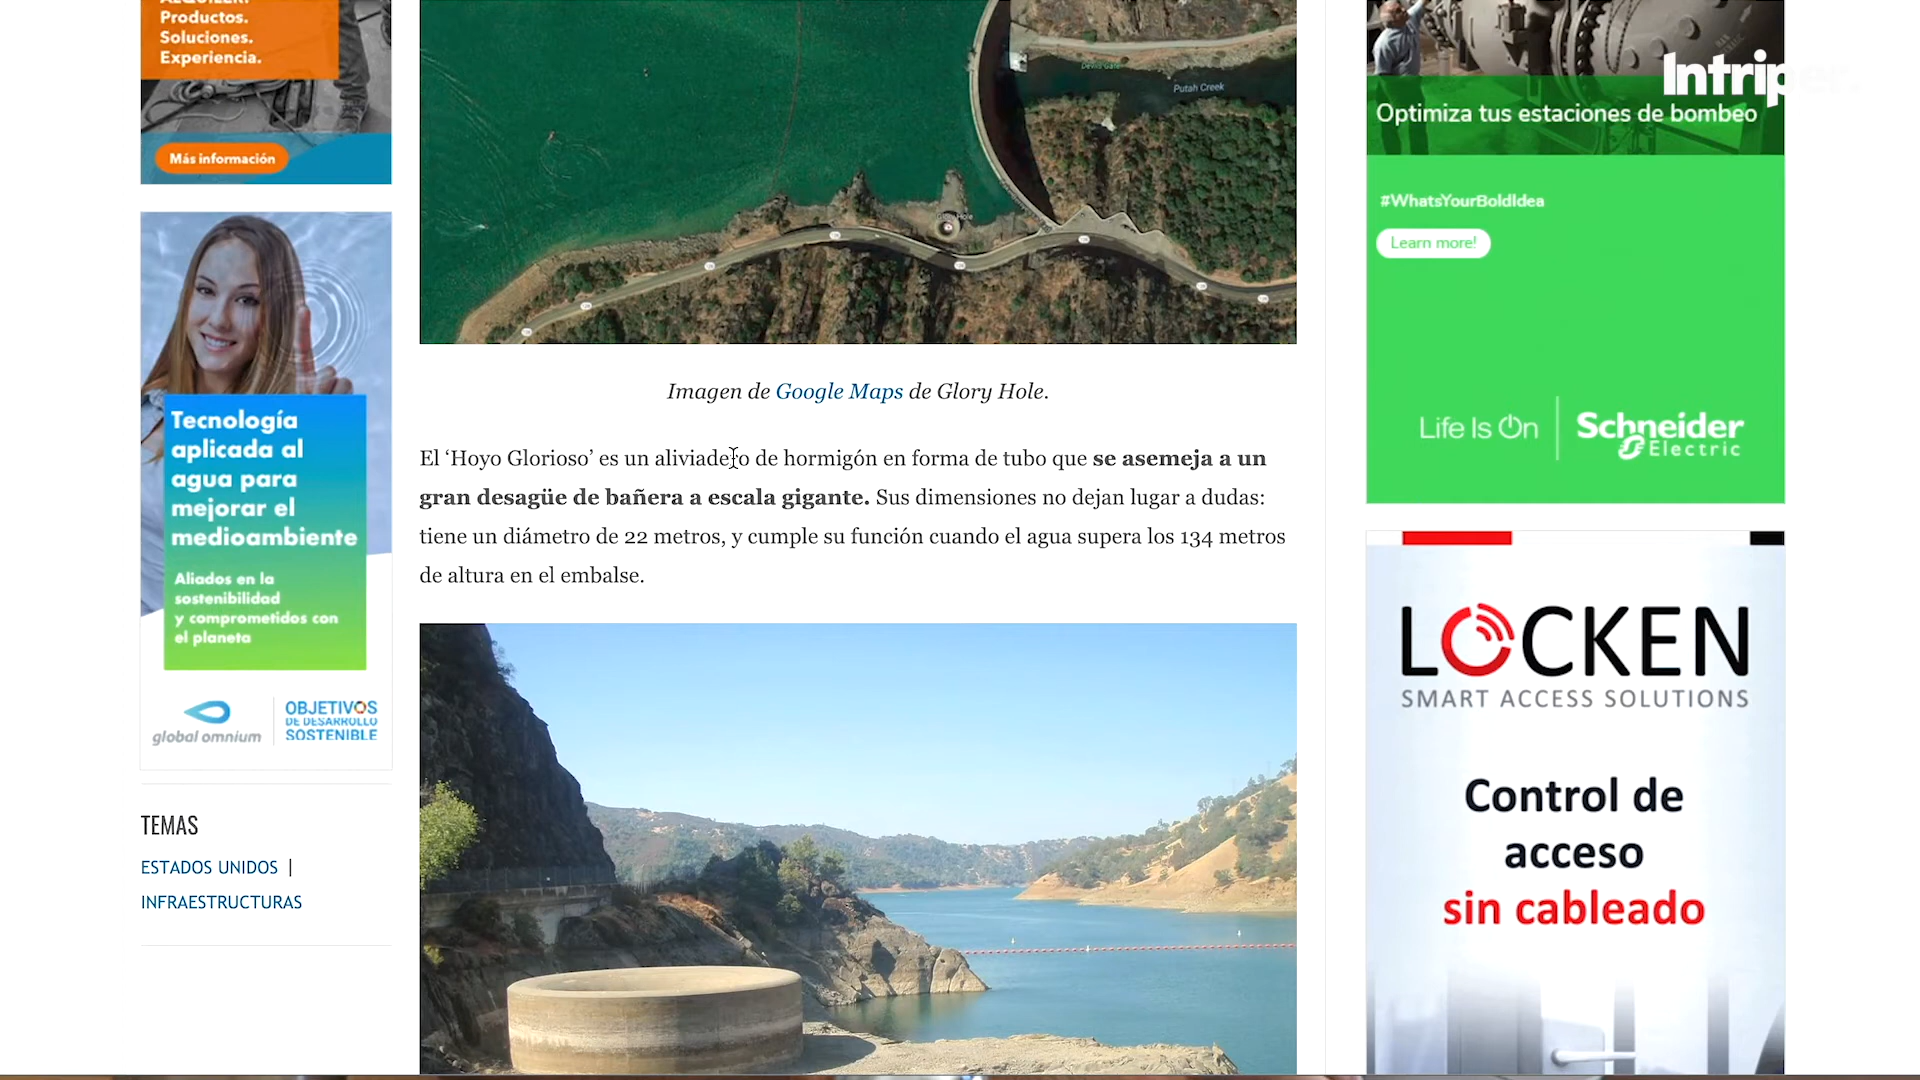 Productos.
Soluciones.
Experiencia.
Más información
Tecnología
aplicada al
agua para
mejorar el
medioambiente
Aliados en la
sostenibilidad
y comprometidos con
el planeta
global omnium
OBJETIVOS
DE DESARROLLO
SOSTENIBLE
TEMAS
ESTADOS UNIDOS |
INFRAESTRUCTURAS
Putah Creek
Imagen de Google Maps de Glory Hole.
El ‘Hoyo Glorioso’ es un aliviadero de hormigón en forma de tubo que se asemeja a un
gran desagüe de bañera a escala gigante. Sus dimensiones no dejan lugar a dudas:
tiene un diámetro de 22 metros, y cumple su función cuando el agua supera los 134 metros
de altura en el embalse.
Intriper.
Optimiza tus estaciones de bombeo
#WhatsYourBoldIdea
Learn more!
Life Is On
Schneider
Electric
LOCKEN
SMART ACCESS SOLUTIONS
Control de
acceso
sin cableado